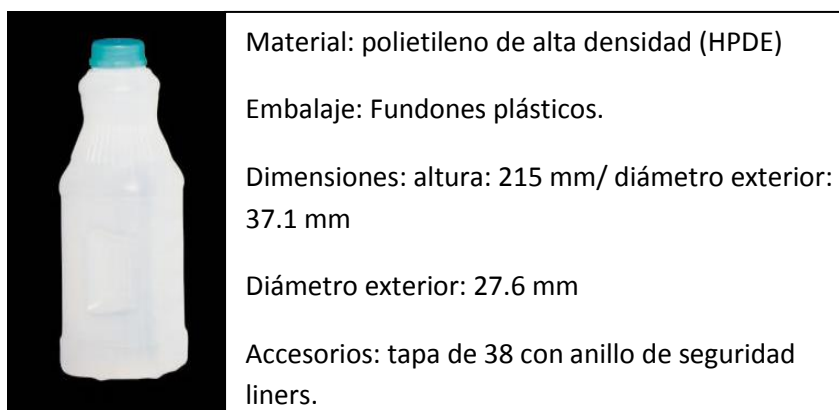 Material: polietileno de alta densidad (HPDE)
Embalaje: Fundones plásticos.
Dimensiones: altura: 215 mm/ diámetro exterior:
37.1 mm
Diámetro exterior: 27.6 mm
Accesorios: tapa de 38 con anillo de seguridad
liners.